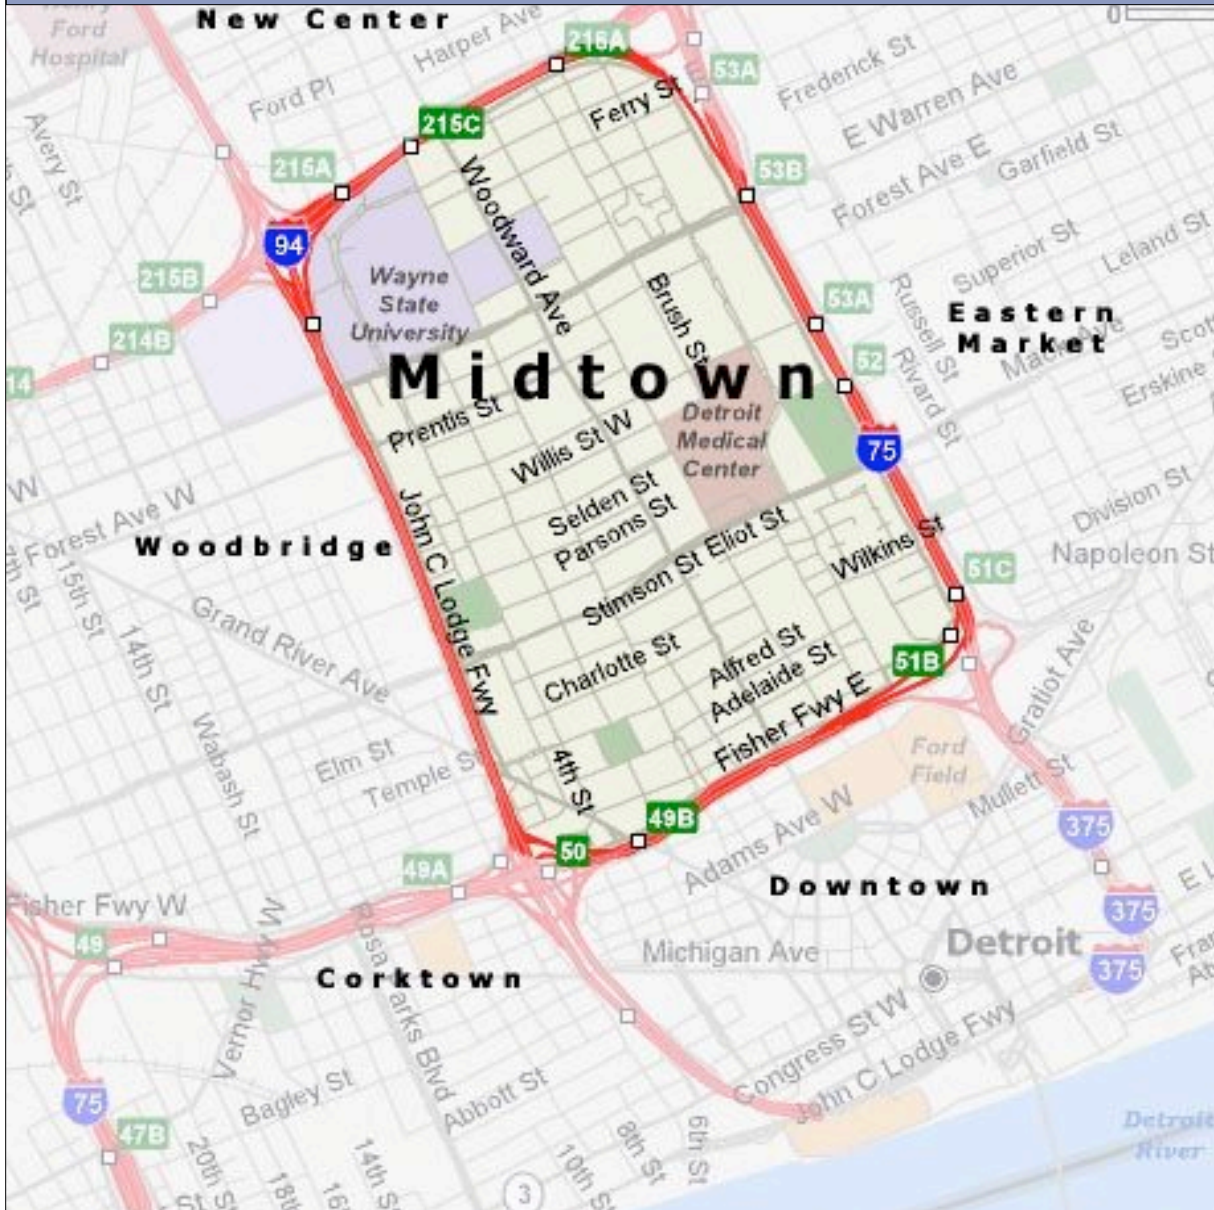 Henry
Ford
Hospital
New Center
0
Harper Ave
216A
53A
Frederick St
Ford Pl
Ferry St
E Warren Ave
215C
Garfield St
Avery St
215A
53B
Forest Ave E
Woodward Ave
94
Superior St
Leland St
215B
Wayne
State
University
Brush St
53A
Russell St
Eastern
Market
214B
Midtown
52
Rivard St
Erskine
14
Prentis St
Willis St W
Detroit
Medical
Center
75
W
Forest Ave W
John C Lodge Fwy
Selden St
Parsons St
Division St
Woodbridge
Stimson St
Eliot St
Wilkins St
Napoleon St
51C
15th St
Grand River Ave
14th St
Charlotte St
Alfred St
Adelaide St
51B
Gratiot Ave
Wabash St
Elm St
Temple S
Fisher Fwy E
4th St
Ford
Field
Mullett St
49B
375
50
Adams Ave W
49A
Downtown
E L
Fisher Fwy W
375
49
Michigan Ave
Detroit
Corktown
375
Vernor Hwy W
Rosa
arks Blvd
Congress St W
John C Lodge Fwy
75
Bagley St
Abbott St
47B
Detroit
River
20th St
18th
16
14th St
3
10th St
8th St
6th St